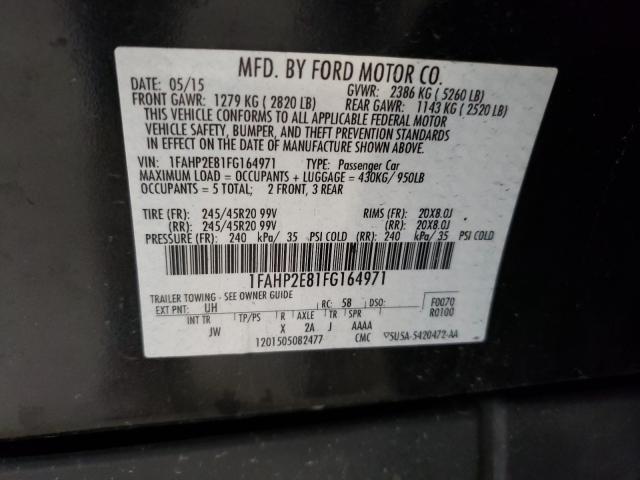 MFD. BY FORD MOTOR CO.
DATE: 05/15 GVWR: 2386 KG ( 5260 LB)
FRONT GAWR: 1279 KG ( 2820 LB) REAR GAWR: 1143 KG ( 2520 LB)
THIS VEHICLE CONFORMS TO ALL APPLICABLE FEDERAL MOTOR
VEHICLE SAFETY, BUMPER, AND THEFT PREVENTION STANDARDS
IN EFFECT ON THE DATE OF MANUFACTURE SHOWN ABOVE.
VIN: 1FAHP2E81FG164971 TYPE: Passenger Car
MAXIMUM LOAD = OCCUPANTS + LUGGAGE = 430KG/ 950LB
OCCUPANTS = 5 TOTAL; 2 FRONT, 3 REAR
TIRE (FR): 245/45R20 99V RIMS (FR): 20X8.0J
(RR): 245/45R20 99V (RR): 20X8.0J
PRESSURE (FR): 240 kPa/ 35 PSI COLD (RR): 240 kPa/ 35 PSI COLD
1FAHP2E81FG164971
TRAILER TOWING - SEE OWNER GUIDE
EXT PNT: UH RC: 58 DSO: F0070
INT TR TP/PS R AXLE TR SPR R0100
JW X 2A J AAAA
1201505082477 CMC ▽5U5A-5420472-AA